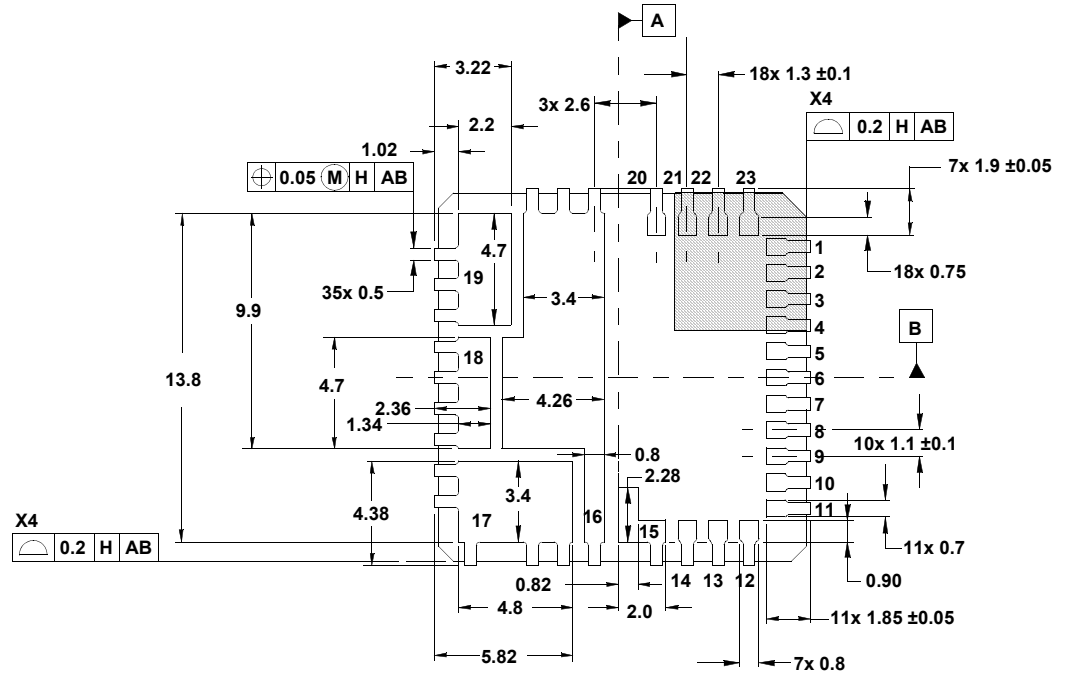 A
3.22
18x 1.3 ±0.1
X4
3x 2.6
2.2
0.2 H AB
1.02
7x 1.9 ±0.05
0.05 M H AB
20 21 22 23
1
4.7
2
18x 0.75
19
35x 0.5
3
3.4
9.9
4
B
5
18
13.8
4.7
6
2.36
4.26
7
1.34
8
10x 1.1 ±0.1
0.8
9
2.28
10
3.4
4.38
11
X4
17
16
15
0.2 H AB
11x 0.7
0.82
14 13 12
0.90
4.8
2.0
11x 1.85 ±0.05
5.82
7x 0.8